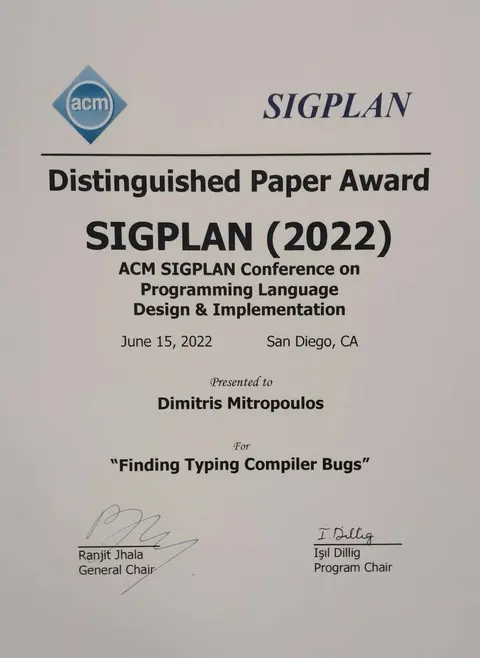 acm
SIGPLAN
Distinguished Paper Award
SIGPLAN (2022)
ACM SIGPLAN Conference on
Programming Language
Design & Implementation
June 15, 2022 San Diego, CA
Presented to
Dimitris Mitropoulos
For
“Finding Typing Compiler Bugs”
I. Dillig
Ranjit Jhala
General Chair
Işıl Dillig
Program Chair